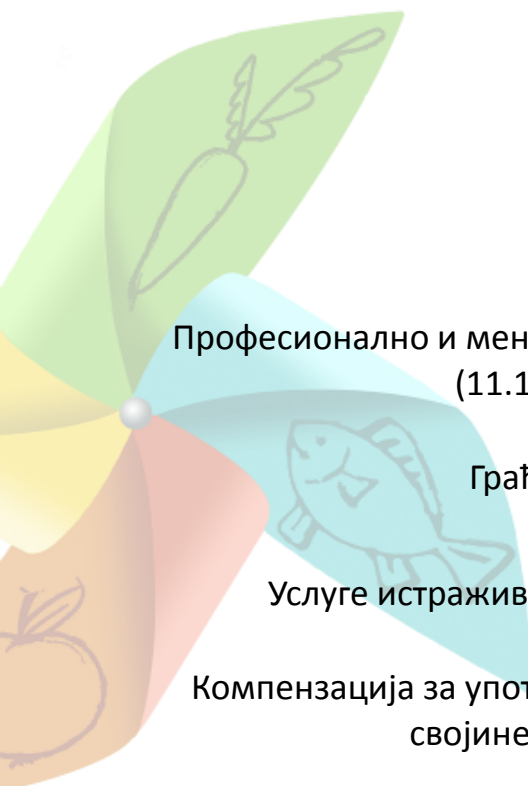 Професионално и мен
(11.1
Грађ
Услуге истражив
Компензација за упот
својине